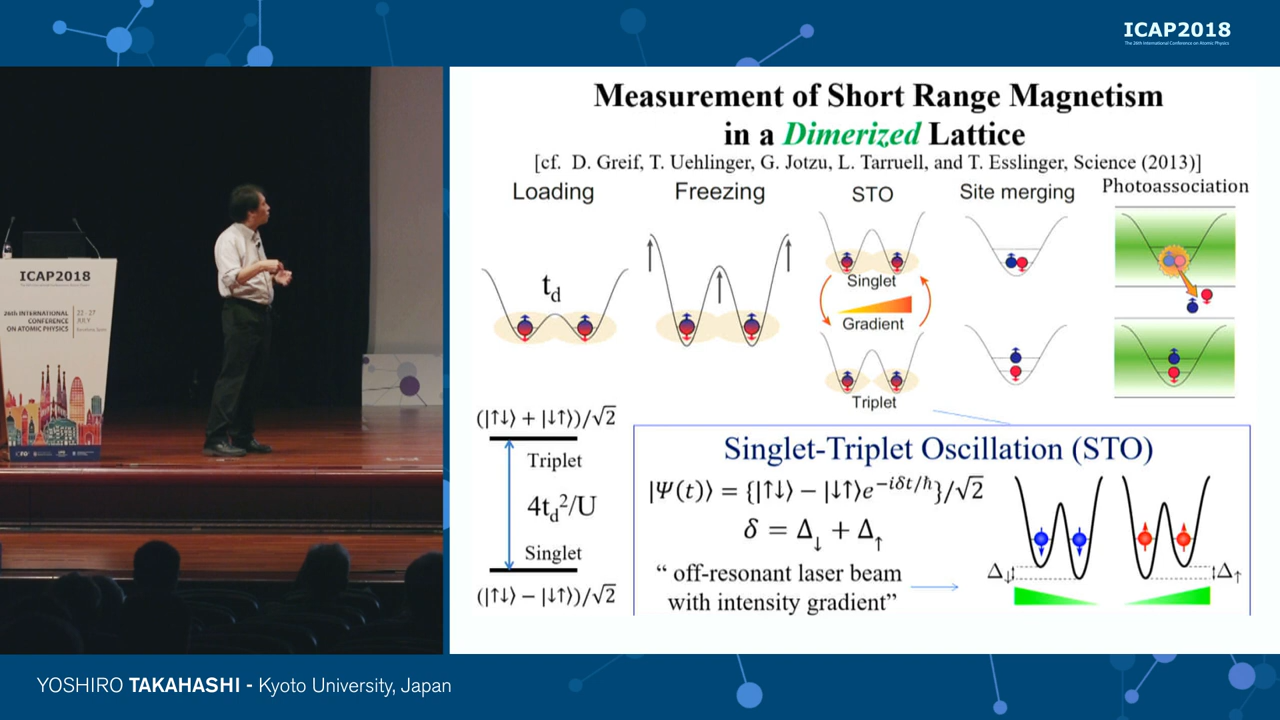 ICAP2018
The 26th International Conference on Atomic Physics
Measurement of Short Range Magnetism
in a Dimerized Lattice
[cf. D. Greif, T. Uehlinger, G. Jotzu, L. Tarruell, and T. Esslinger, Science (2013)]
Loading
Freezing
STO
Site merging
Photoassociation
t_d
Singlet
Gradient
Triplet
(|↑↓⟩ + |↓↑⟩)/√2
Triplet
4t_d²/U
Singlet
(|↑↓⟩ − |↓↑⟩)/√2
Singlet-Triplet Oscillation (STO)
|Ψ(t)⟩ = {|↑↓⟩ − |↓↑⟩e^{−iδt/ħ}}/√2
δ = Δ↓ + Δ↑
“ off-resonant laser beam
with intensity gradient”
Δ↓
Δ↑
ICAP2018
26th INTERNATIONAL
CONFERENCE
ON ATOMIC PHYSICS
22 - 27
JULY
YOSHIRO TAKAHASHI - Kyoto University, Japan